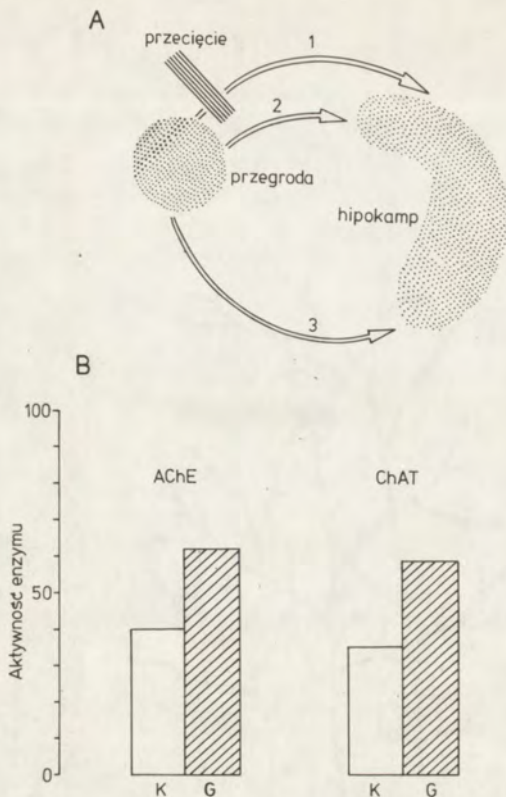 A
przecięcie
1
2
przegroda
hipokamp
3
B
100
AChE
ChAT
50
0
Aktywność enzymu
K
G
K
G